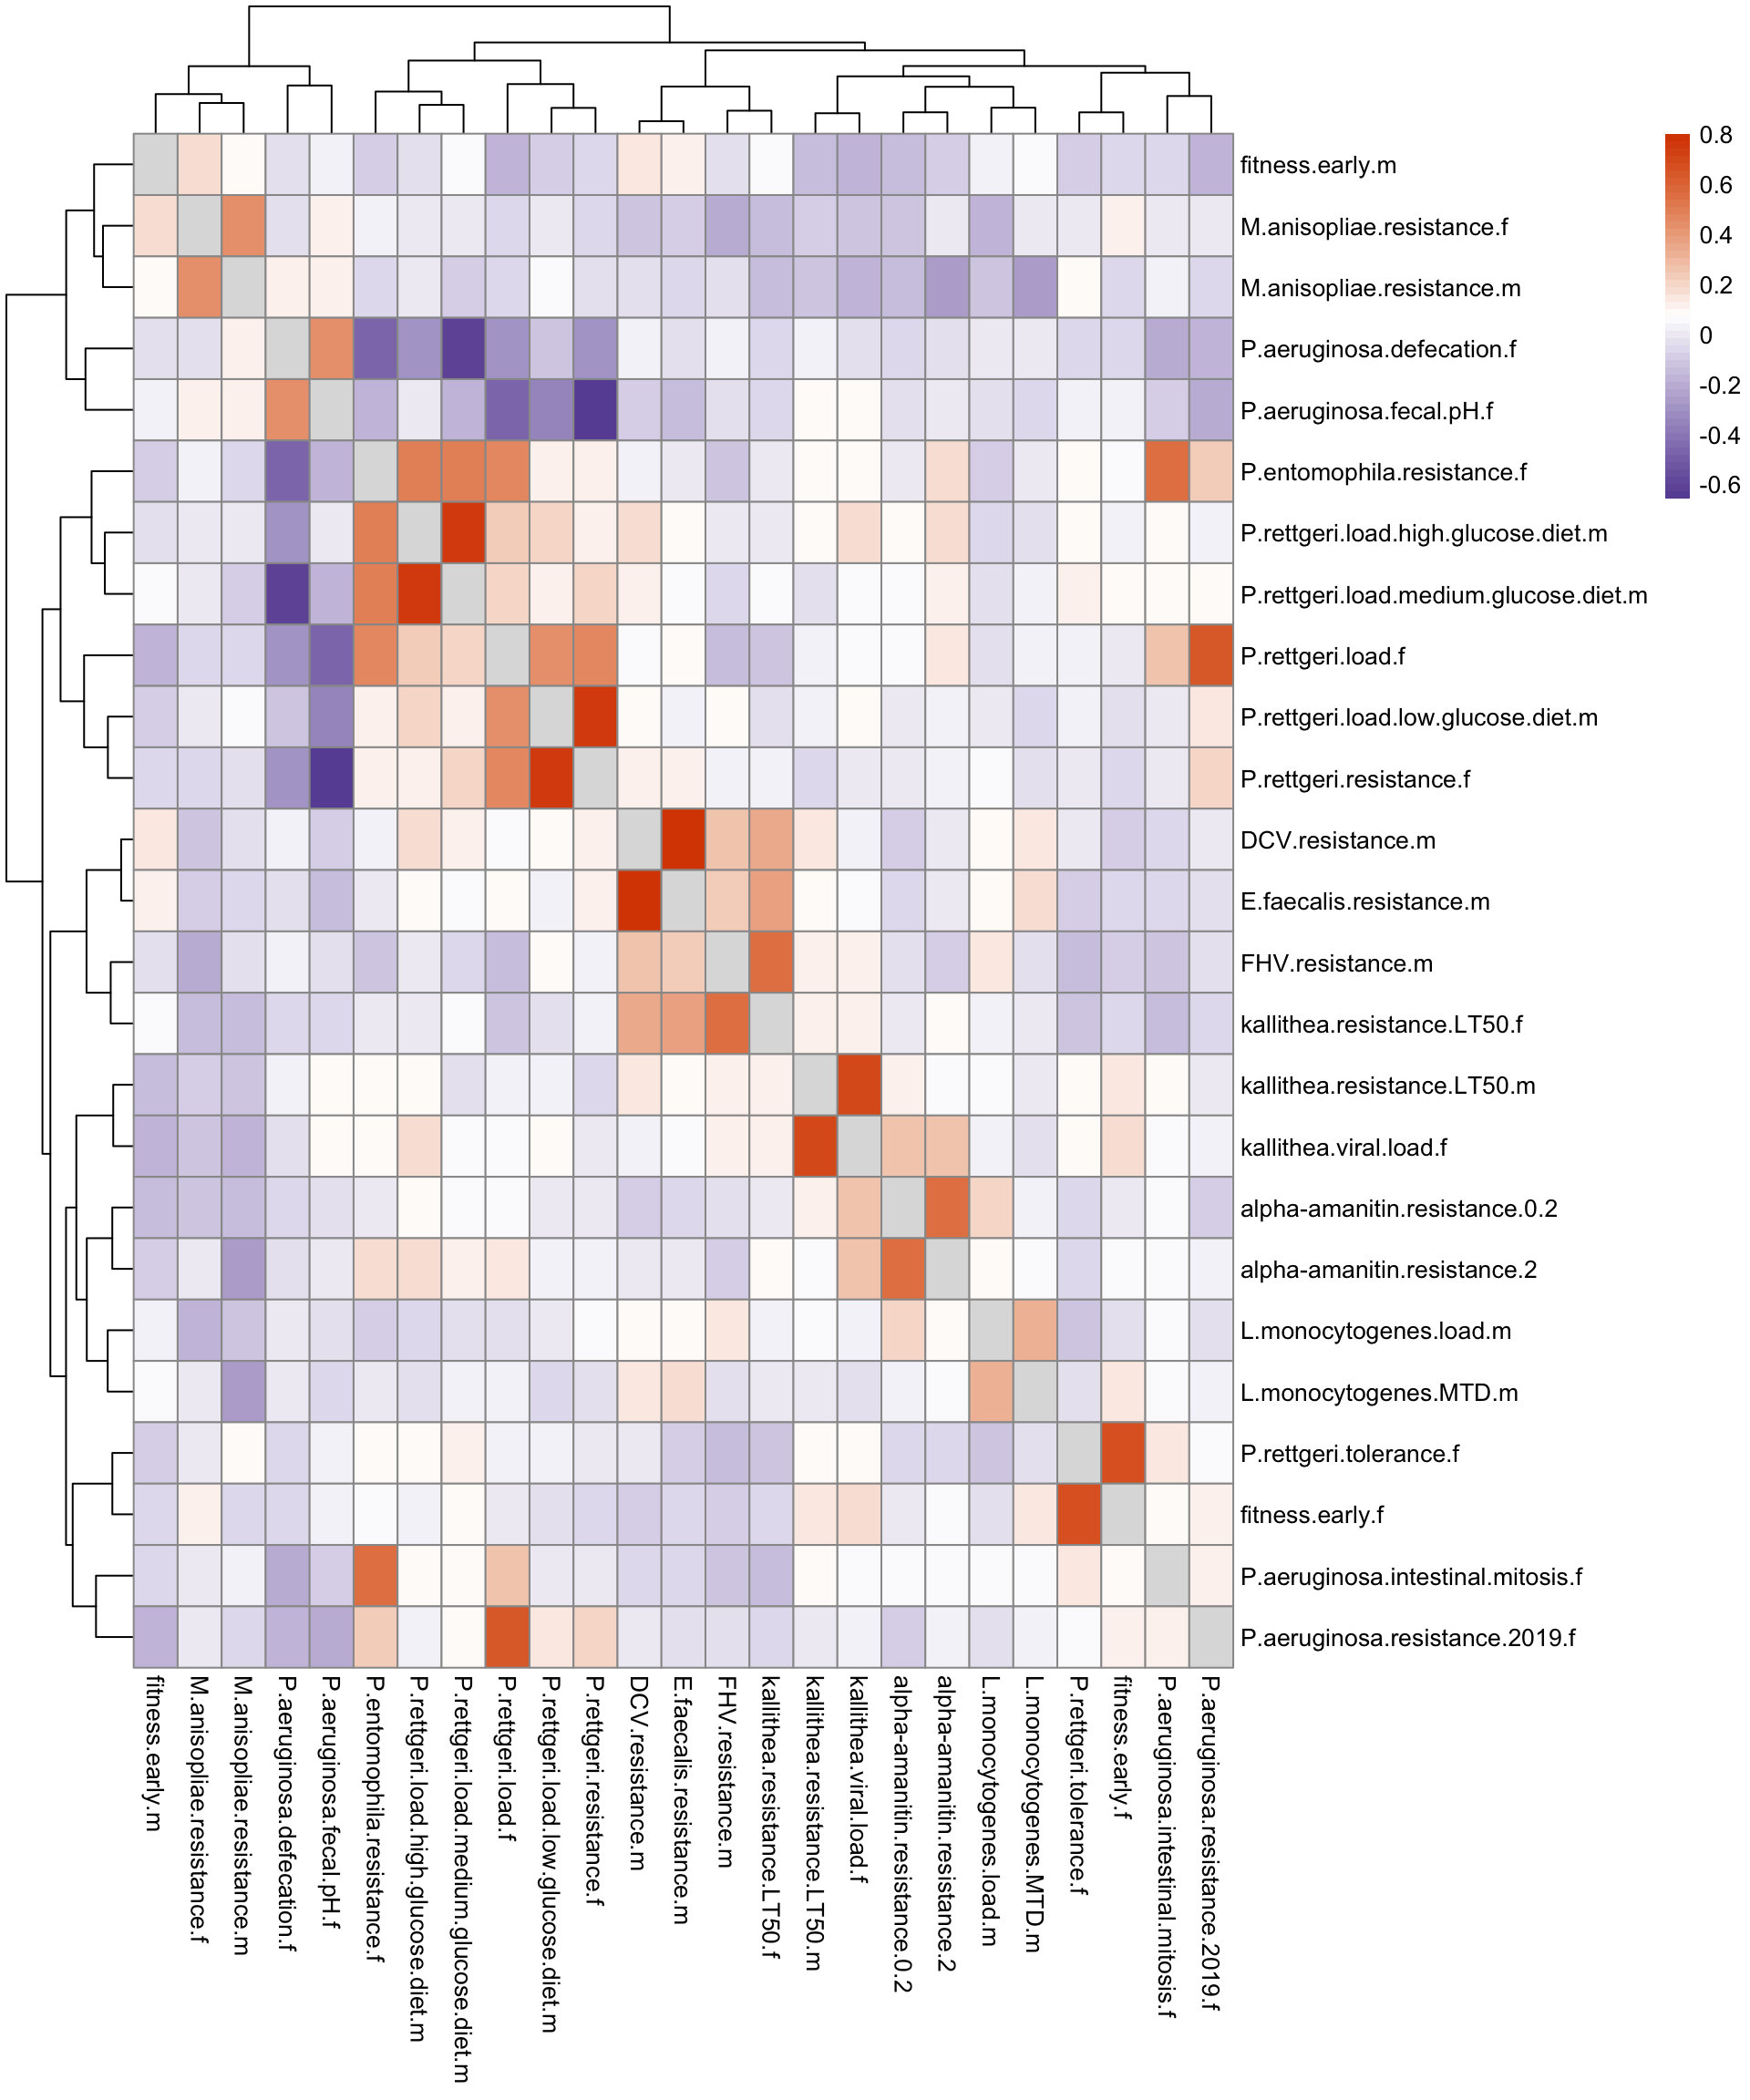 0.8
0.6
0.4
0.2
0
-0.2
-0.4
-0.6
fitness.early.m
M.anisopliae.resistance.f
M.anisopliae.resistance.m
P.aeruginosa.defecation.f
P.aeruginosa.fecal.pH.f
P.entomophila.resistance.f
P.rettgeri.load.high.glucose.diet.m
P.rettgeri.load.medium.glucose.diet.m
P.rettgeri.load.f
P.rettgeri.load.low.glucose.diet.m
P.rettgeri.resistance.f
DCV.resistance.m
E.faecalis.resistance.m
FHV.resistance.m
kallithea.resistance.LT50.f
kallithea.resistance.LT50.m
kallithea.viral.load.f
alpha-amanitin.resistance.0.2
alpha-amanitin.resistance.2
L.monocytogenes.load.m
L.monocytogenes.MTD.m
P.rettgeri.tolerance.f
fitness.early.f
P.aeruginosa.intestinal.mitosis.f
P.aeruginosa.resistance.2019.f
fitness.early.m
M.anisopliae.resistance.f
M.anisopliae.resistance.m
P.aeruginosa.defecation.f
P.aeruginosa.fecal.pH.f
P.entomophila.resistance.f
P.rettgeri.load.high.glucose.diet.m
P.rettgeri.load.medium.glucose.diet.m
P.rettgeri.load.f
P.rettgeri.load.low.glucose.diet.m
P.rettgeri.resistance.f
DCV.resistance.m
E.faecalis.resistance.m
FHV.resistance.m
kallithea.resistance.LT50.f
kallithea.resistance.LT50.m
kallithea.viral.load.f
alpha-amanitin.resistance.0.2
alpha-amanitin.resistance.2
L.monocytogenes.load.m
L.monocytogenes.MTD.m
P.rettgeri.tolerance.f
fitness.early.f
P.aeruginosa.intestinal.mitosis.f
P.aeruginosa.resistance.2019.f